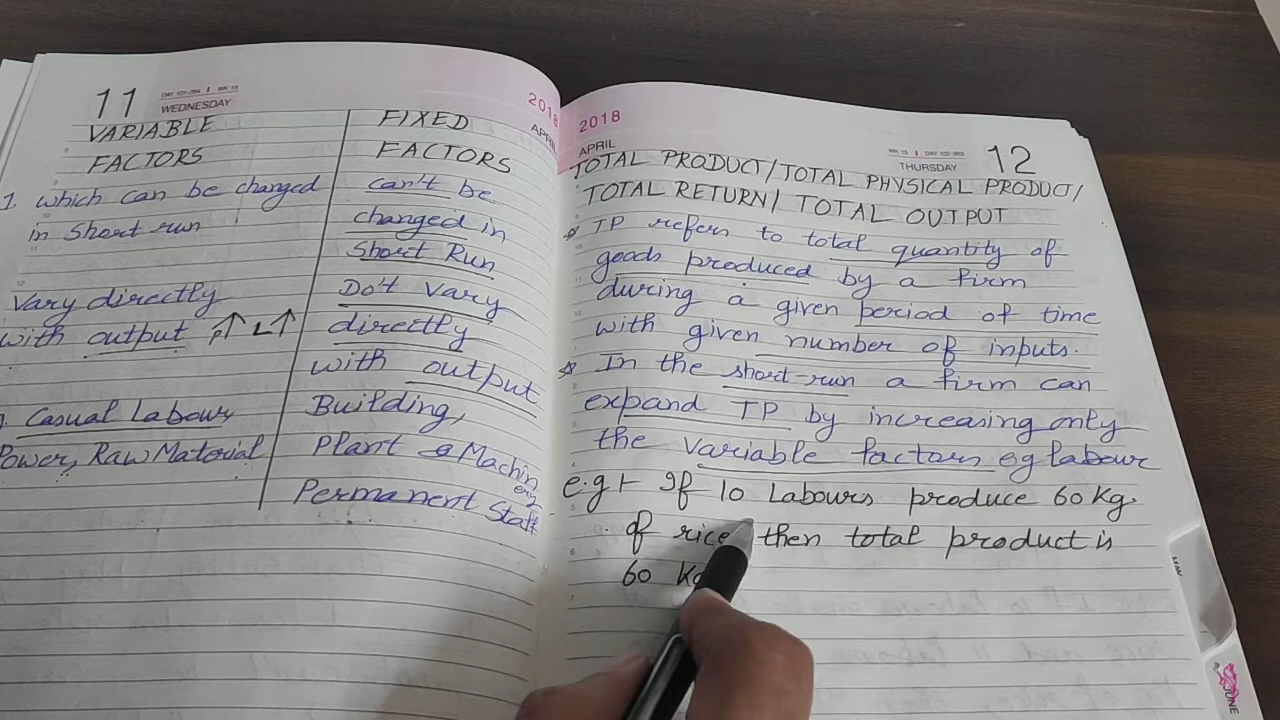 11
WEDNESDAY
2018
APRIL
VARIABLE
FACTORS
1. which can be changed
in Short run
Vary directly
with output P↑ L↑
Casual Labour,
Power, Raw Material
FIXED
FACTORS
can't be
changed in
Short Run
Do't vary
directly
with output
Building,
Plant & Machin
ery
Permanent Staff
2018
APRIL
THURSDAY
12
TOTAL PRODUCT/TOTAL PHYSICAL PRODUCT/
TOTAL RETURN/ TOTAL OUTPUT
TP refers to total quantity of
goods produced by a firm
during a given period of time
with given number of inputs.
In the short-run a firm can
expand TP by increasing only
the variable factors eg labour
e.g:- If 10 Labours produce 60 Kg.
of rice then total product is
60 Kg
JUNE